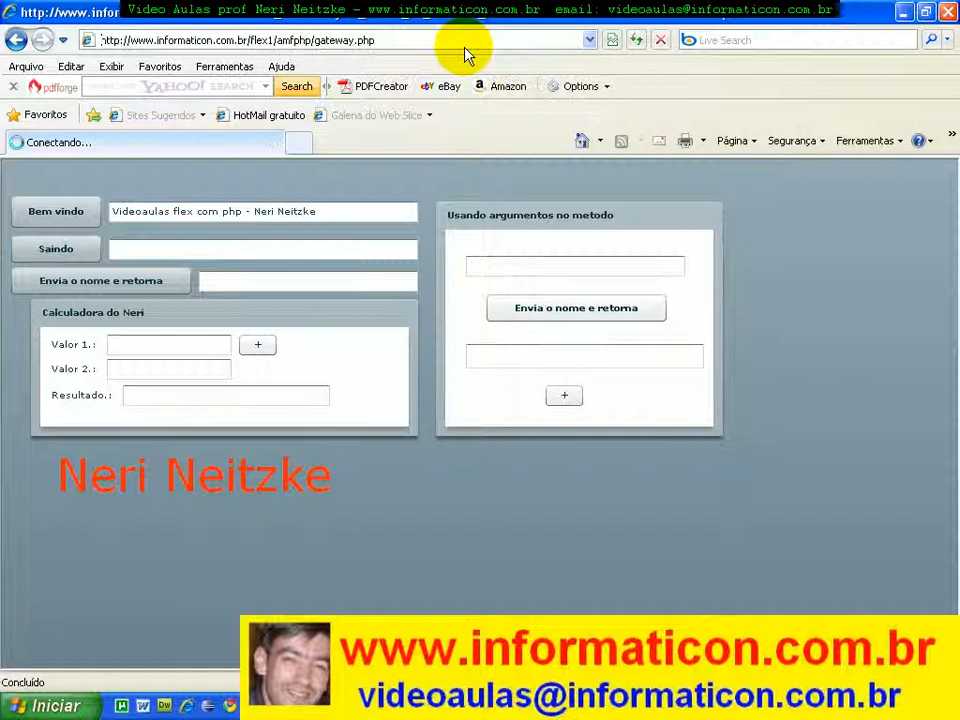 Video Aulas prof Neri Neitzke - www.informaticon.com.br email: videoaulas@informaticon.com.br
http://www.infor
http://www.informaticon.com.br/flex1/amfphp/gateway.php
Live Search
Arquivo Editar Exibir Favoritos Ferramentas Ajuda
pdfforge YAHOO! SEARCH Search PDFCreator eBay Amazon Options
Favoritos Sites Sugeridos HotMail gratuito Galeria do Web Slice
Conectando... Página Segurança Ferramentas
Bem vindo Videoaulas flex com php - Neri Neitzke
Usando argumentos no metodo
Saindo
Envia o nome e retorna
Envia o nome e retorna
Calculadora do Neri
Valor 1.: +
Valor 2.:
Resultado.:
+
Neri Neitzke
www.informaticon.com.br
videoaulas@informaticon.com.br
Concluído
Iniciar